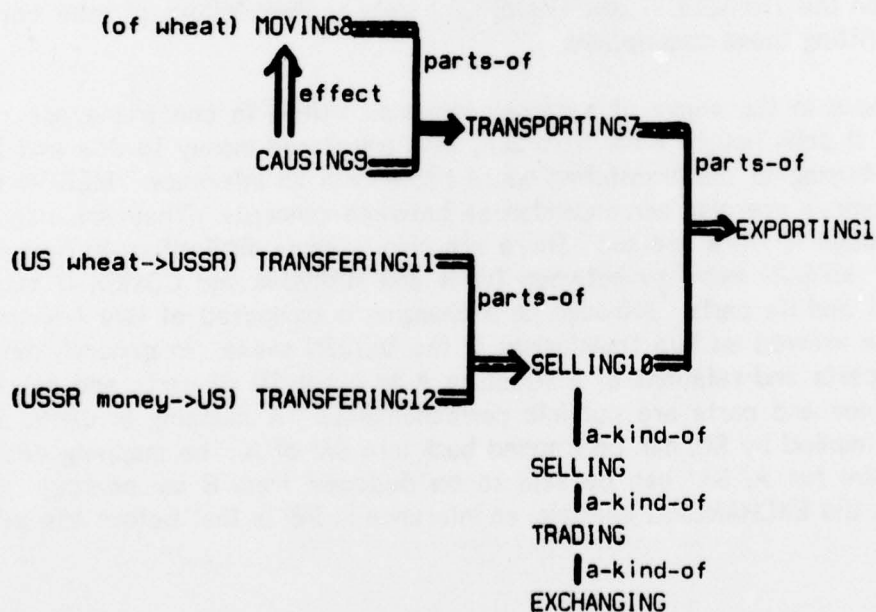 (of wheat) MOVING8
parts-of
effect
TRANSPORTING7
CAUSING9
parts-of
EXPORTING1
(US wheat->USSR) TRANSFERING11
parts-of
SELLING10
(USSR money->US) TRANSFERING12
a-kind-of
SELLING
a-kind-of
TRADING
a-kind-of
EXCHANGING